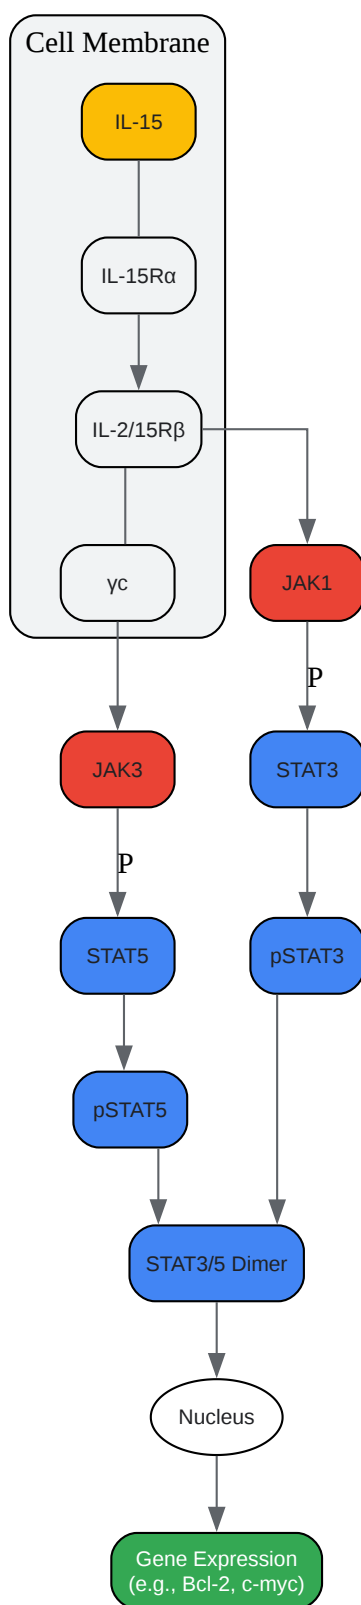 Cell Membrane
IL-15
IL-15Rα
IL-2/15Rβ
γc
JAK1
P
JAK3
STAT3
P
STAT5
pSTAT3
pSTAT5
STAT3/5 Dimer
Nucleus
Gene Expression
(e.g., Bcl-2, c-myc)